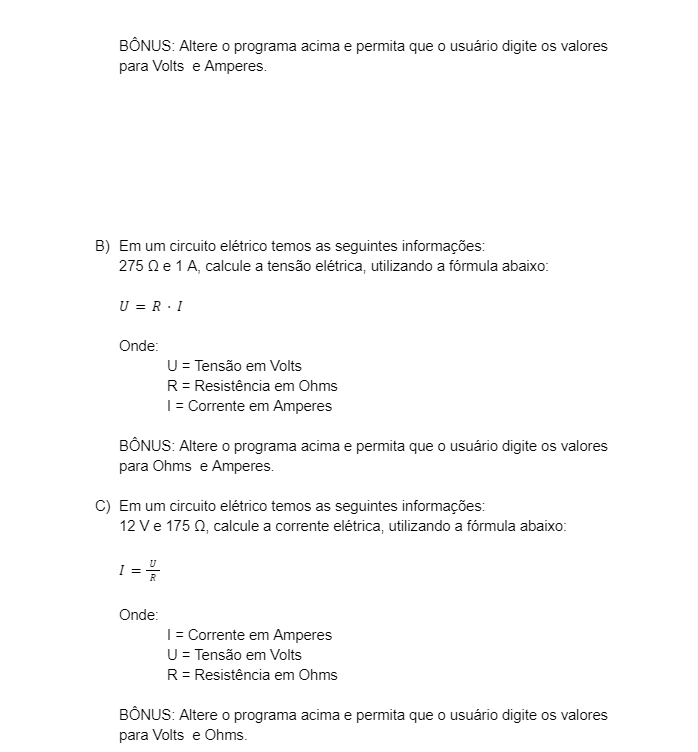 BÔNUS: Altere o programa acima e permita que o usuário digite os valores
para Volts e Amperes.
B) Em um circuito elétrico temos as seguintes informações:
275 Ω e 1 A, calcule a tensão elétrica, utilizando a fórmula abaixo:
U = R · I
Onde:
U = Tensão em Volts
R = Resistência em Ohms
I = Corrente em Amperes
BÔNUS: Altere o programa acima e permita que o usuário digite os valores
para Ohms e Amperes.
C) Em um circuito elétrico temos as seguintes informações:
12 V e 175 Ω, calcule a corrente elétrica, utilizando a fórmula abaixo:
I = U/R
Onde:
I = Corrente em Amperes
U = Tensão em Volts
R = Resistência em Ohms
BÔNUS: Altere o programa acima e permita que o usuário digite os valores
para Volts e Ohms.